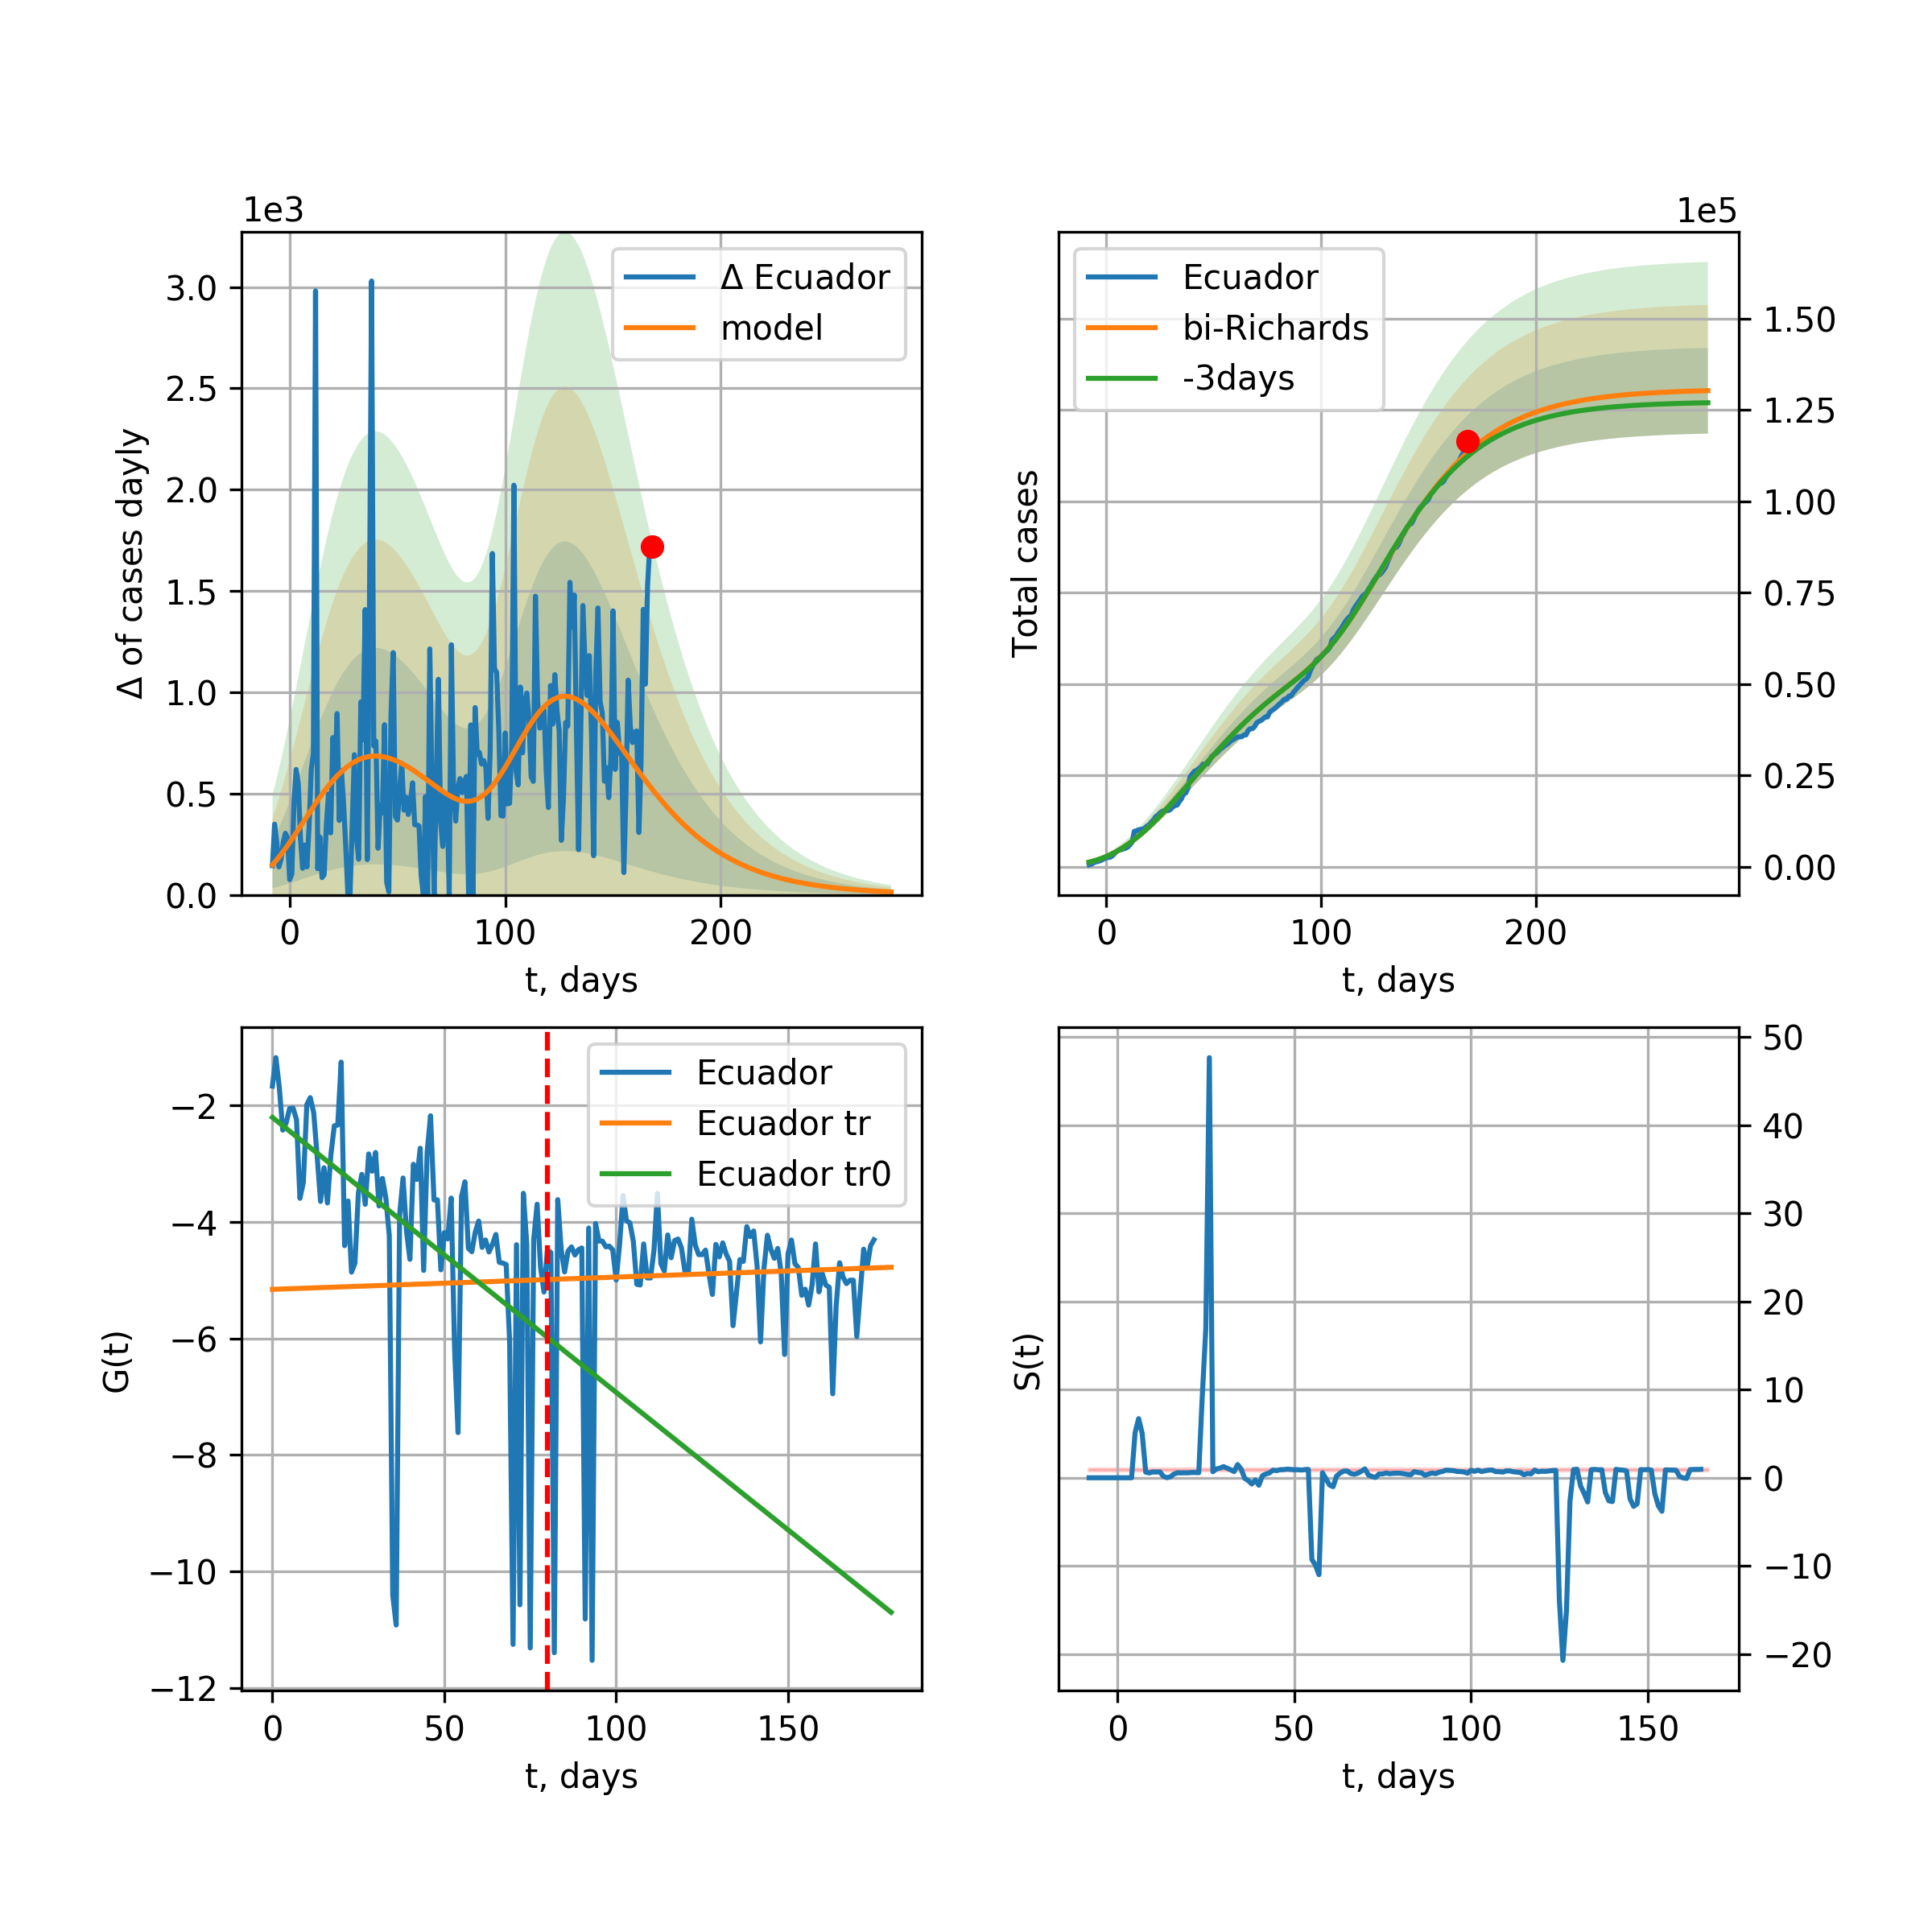 1e3
Δ of cases dayly
3.0
2.5
2.0
1.5
1.0
0.5
0.0
Δ Ecuador
model
0 100 200
t, days
1e5
Total cases
Ecuador
bi-Richards
-3days
1.50
1.25
1.00
0.75
0.50
0.25
0.00
0 100 200
t, days
G(t)
−2
−4
−6
−8
−10
−12
Ecuador
Ecuador tr
Ecuador tr0
0 50 100 150
t, days
S(t)
50
40
30
20
10
0
−10
−20
0 50 100 150
t, days